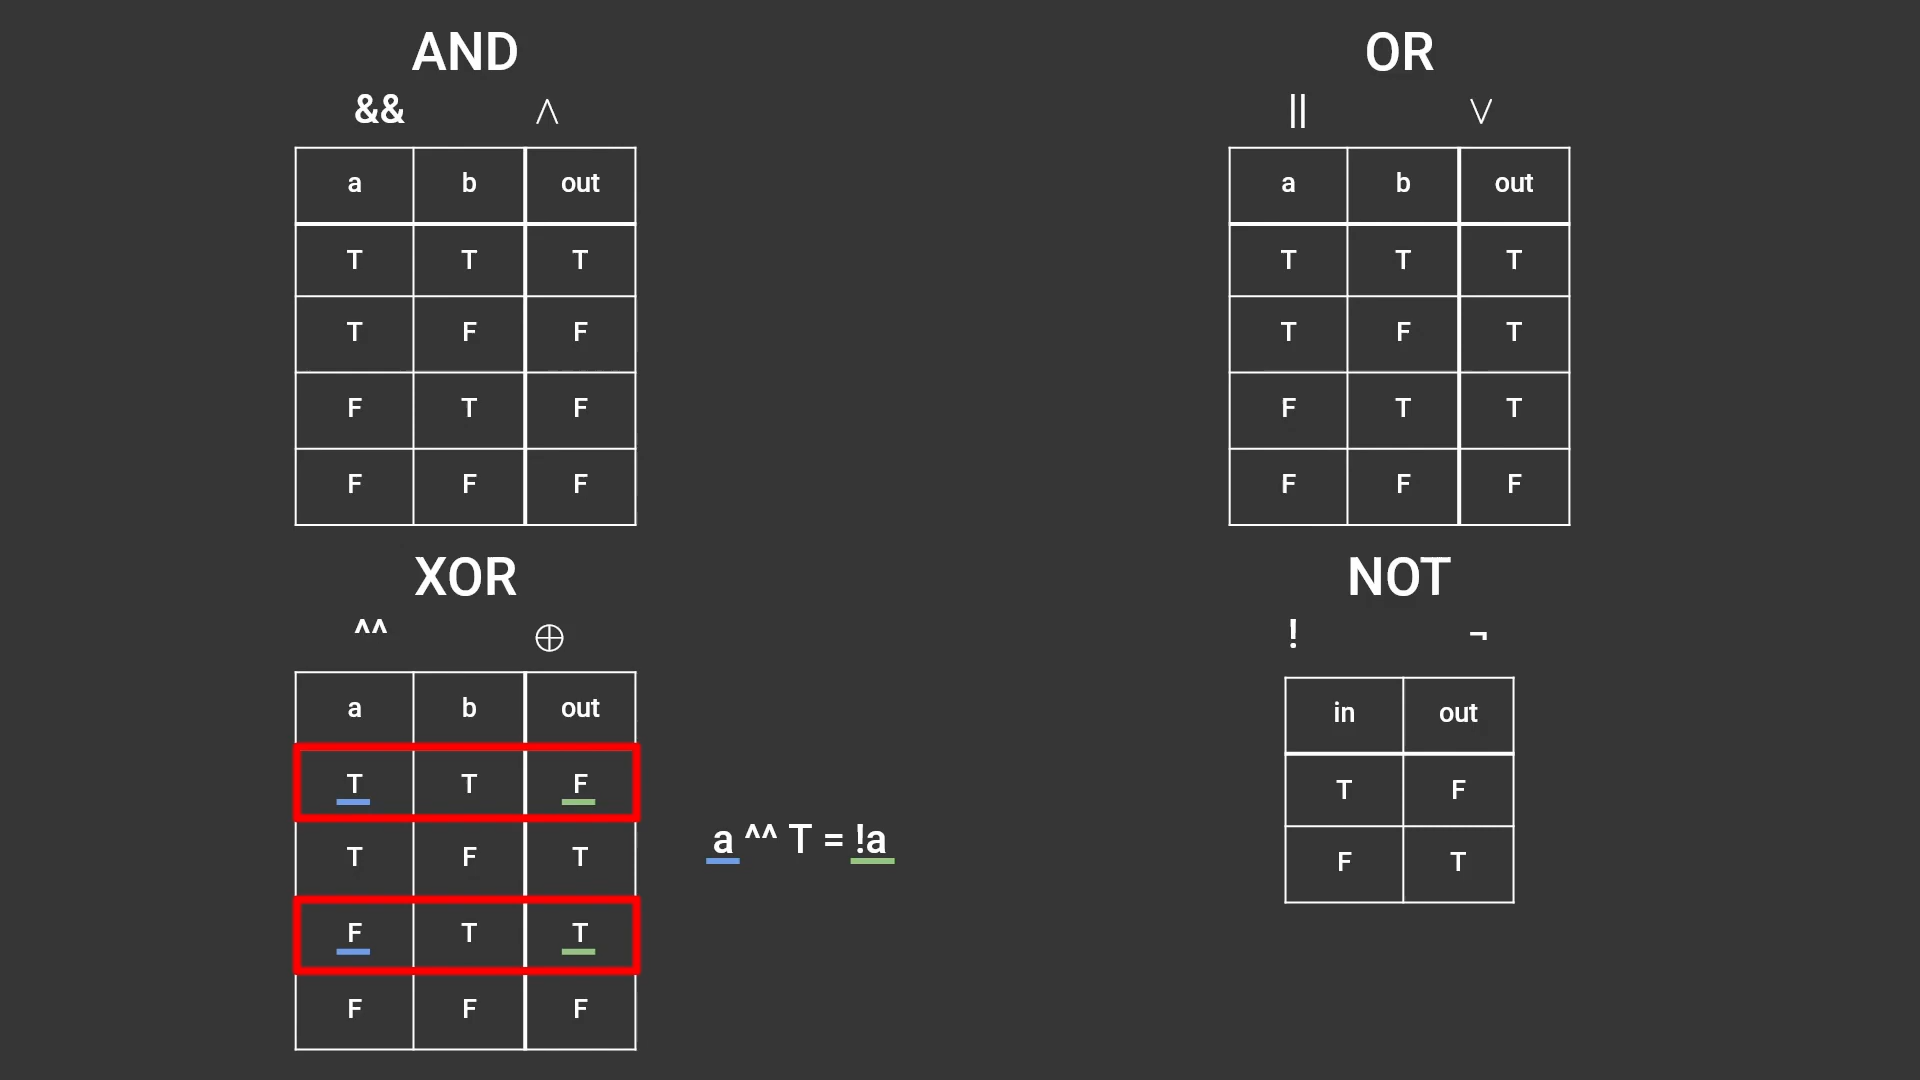 AND
&& ∧
a b out
T T T
T F F
F T F
F F F
OR
|| ∨
a b out
T T T
T F T
F T T
F F F
XOR
^^ ⊕
a b out
T T F
T F T
F T T
F F F
a ^^ T = !a
NOT
! ¬
in out
T F
F T